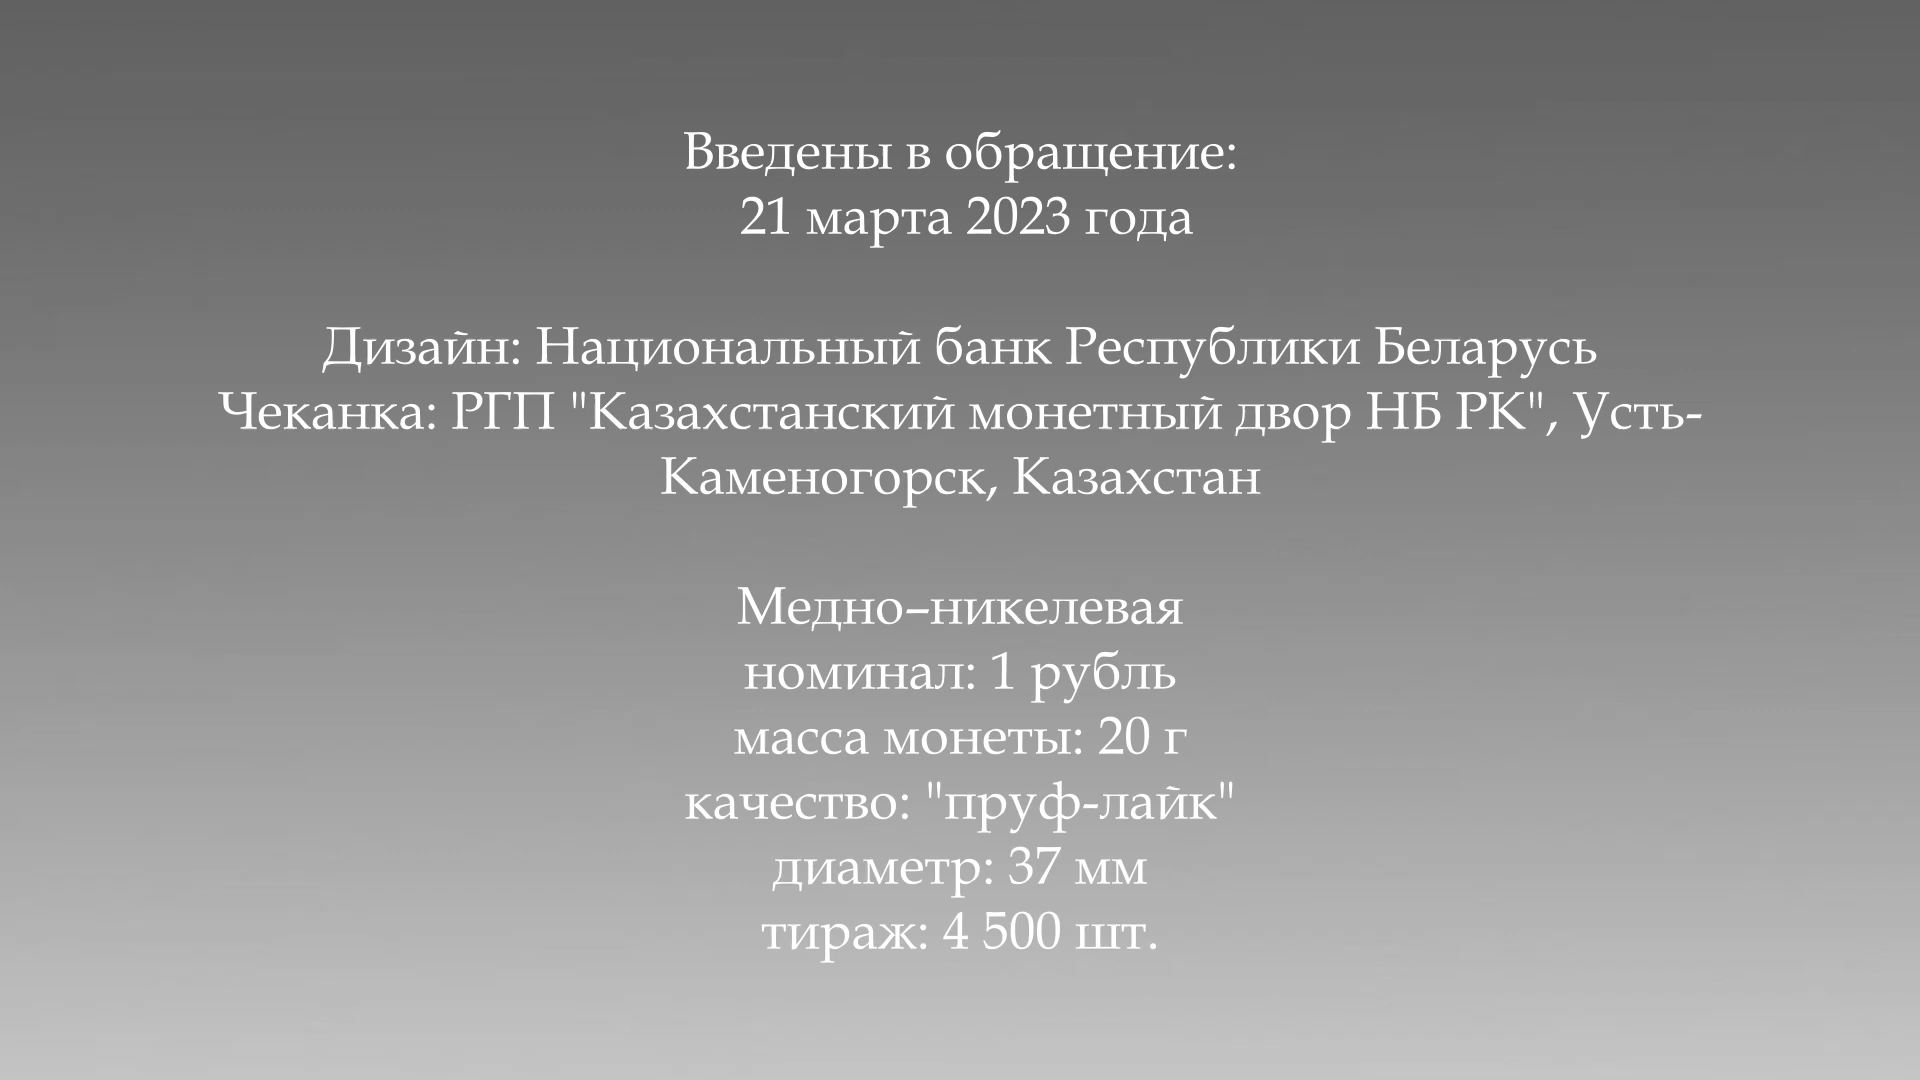 Введены в обращение:
21 марта 2023 года
Дизайн: Национальный банк Республики Беларусь
Чеканка: РГП "Казахстанский монетный двор НБ РК", Усть-
Каменогорск, Казахстан
Медно–никелевая
номинал: 1 рубль
масса монеты: 20 г
качество: "пруф-лайк"
диаметр: 37 мм
тираж: 4 500 шт.